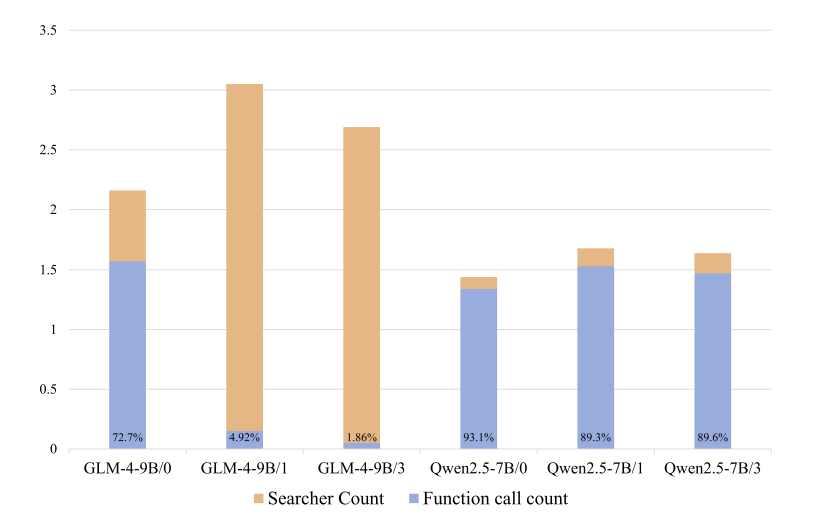 3.5
3
2.5
2
1.5
1
0.5
0
72.7% 4.92% 1.86% 93.1% 89.3% 89.6%
GLM-4-9B/0 GLM-4-9B/1 GLM-4-9B/3 Qwen2.5-7B/0 Qwen2.5-7B/1 Qwen2.5-7B/3
Searcher Count Function call count